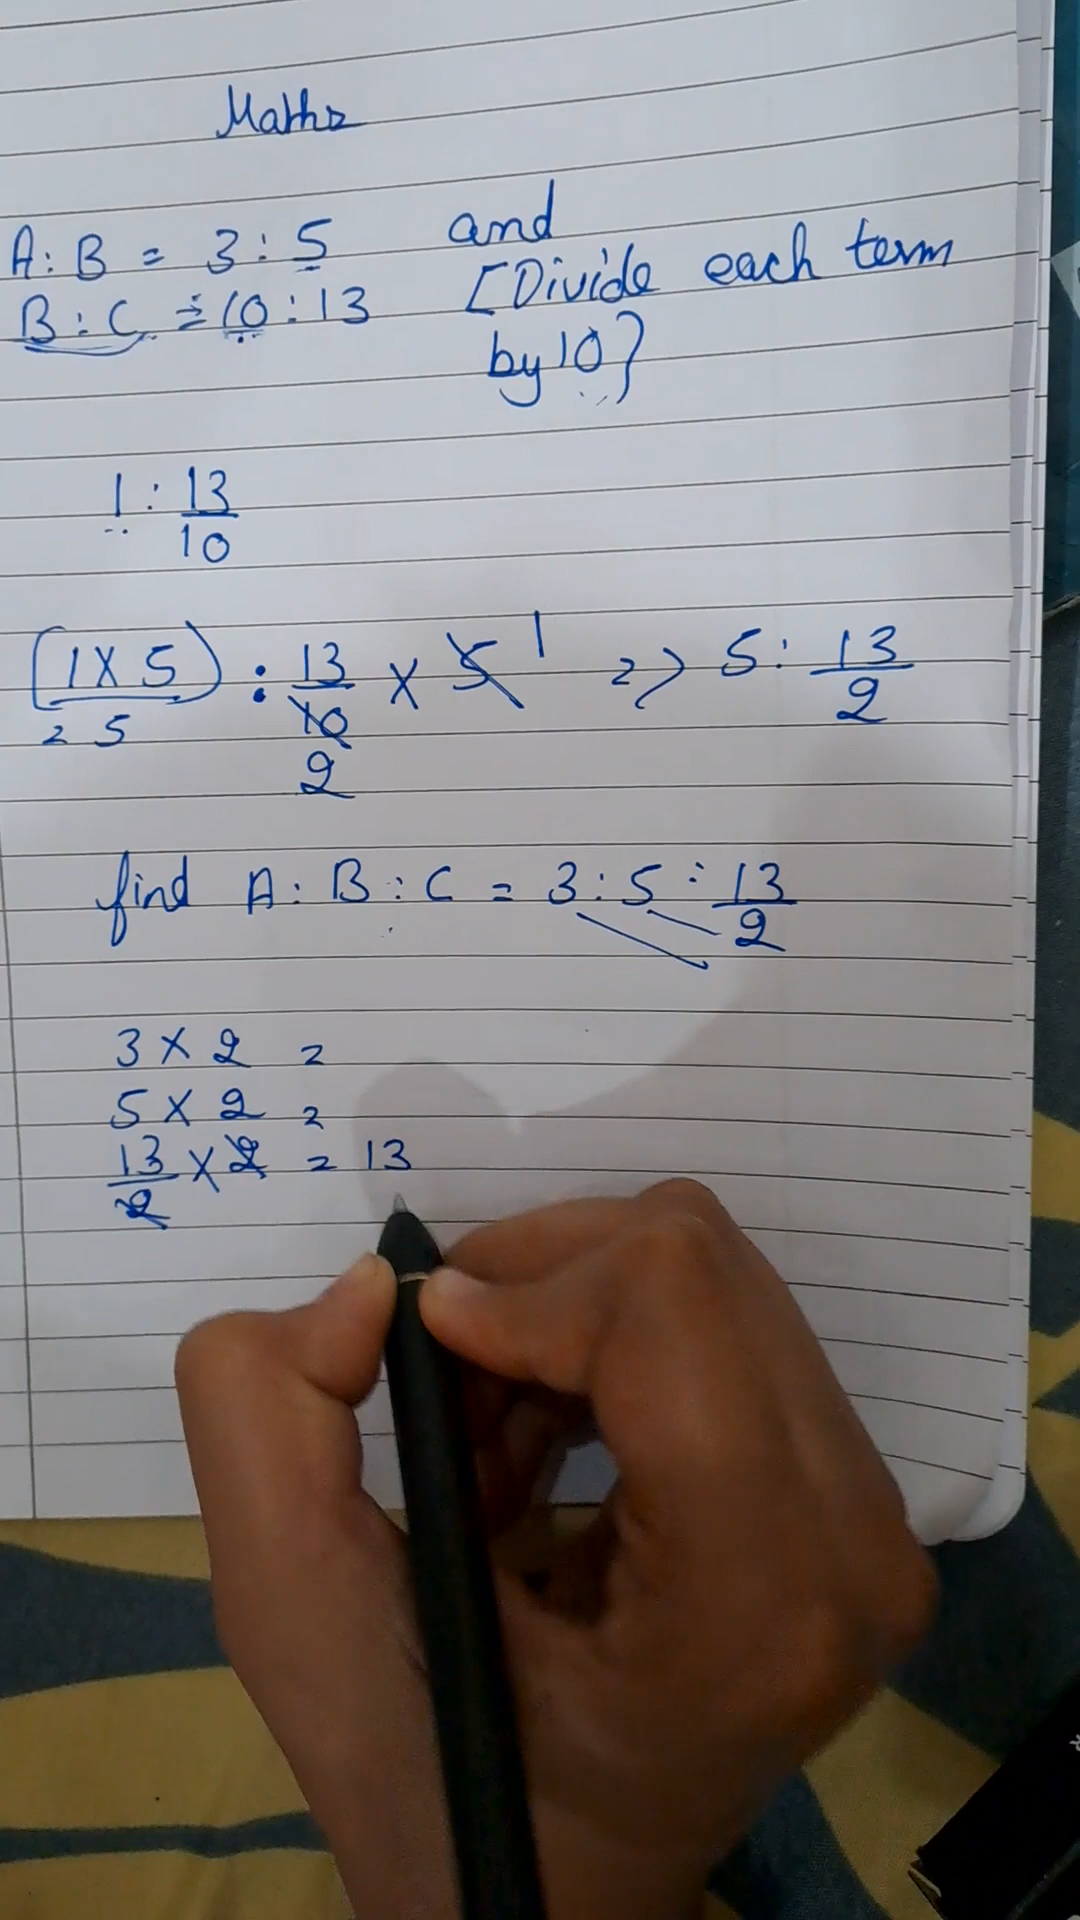 Maths
A : B = 3 : 5 and
B : C = 10 : 13 [Divide each term
by 10}
1 : 13/10
(1 x 5) : 13/10 x 5 1 => 5 : 13/2
= 5 2
find A : B : C = 3 : 5 : 13/2
3 x 2 =
5 x 2 =
13/2 x 2 = 13